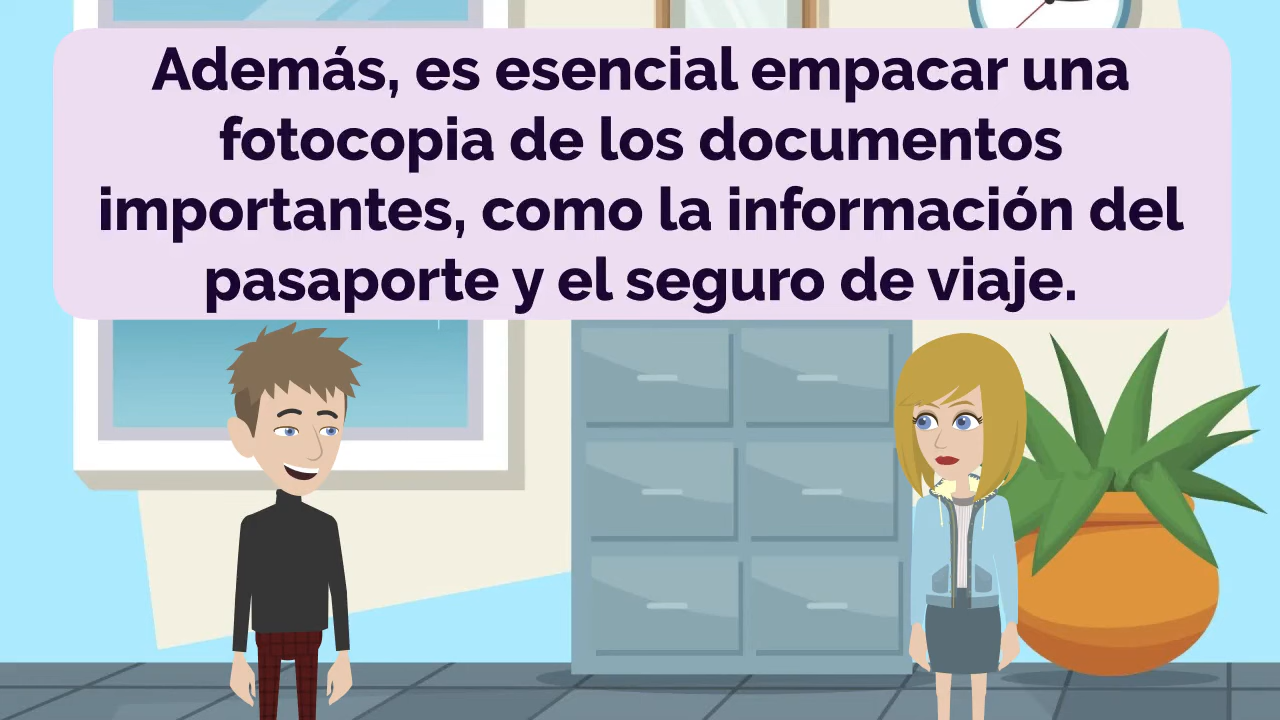 Además, es esencial empacar una
fotocopia de los documentos
importantes, como la información del
pasaporte y el seguro de viaje.